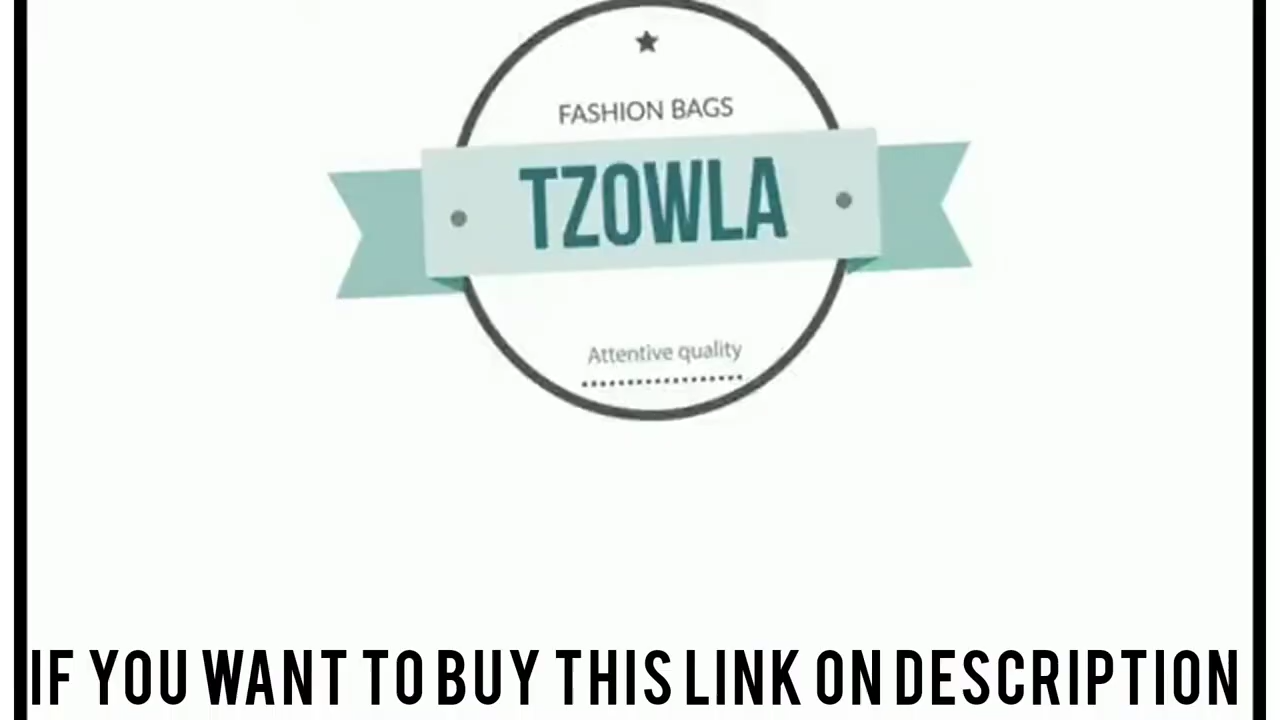 FASHION BAGS
TZOWLA
Attentive quality
IF YOU WANT TO BUY THIS LINK ON DESCRIPTION